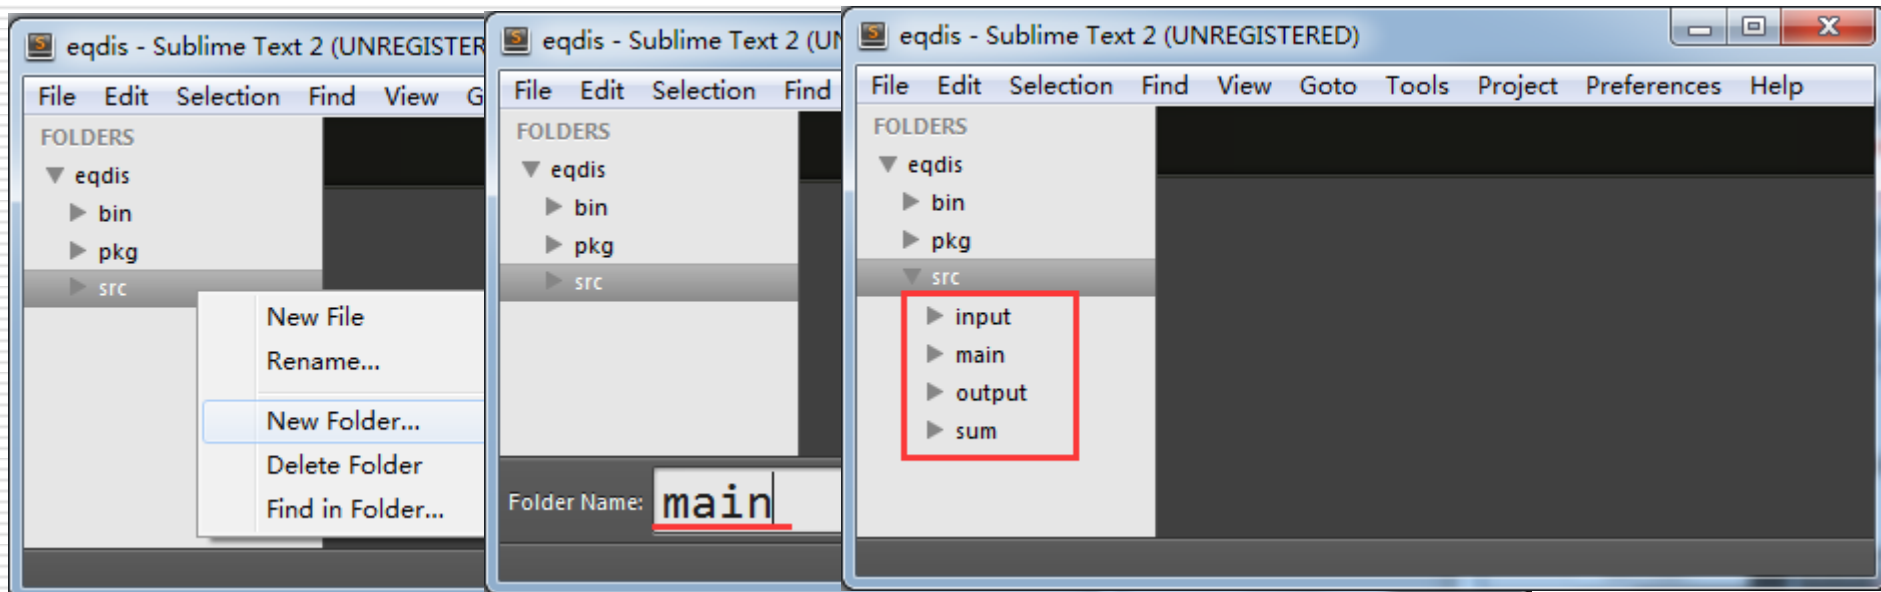 eqdis - Sublime Text 2 (UNREGISTER
File Edit Selection Find View G
FOLDERS
eqdis
bin
pkg
src
New File
Rename...
New Folder...
Delete Folder
Find in Folder...
eqdis - Sublime Text 2 (UN
File Edit Selection Find
FOLDERS
eqdis
bin
pkg
src
Folder Name: main
eqdis - Sublime Text 2 (UNREGISTERED)
File Edit Selection Find View Goto Tools Project Preferences Help
FOLDERS
eqdis
bin
pkg
src
input
main
output
sum